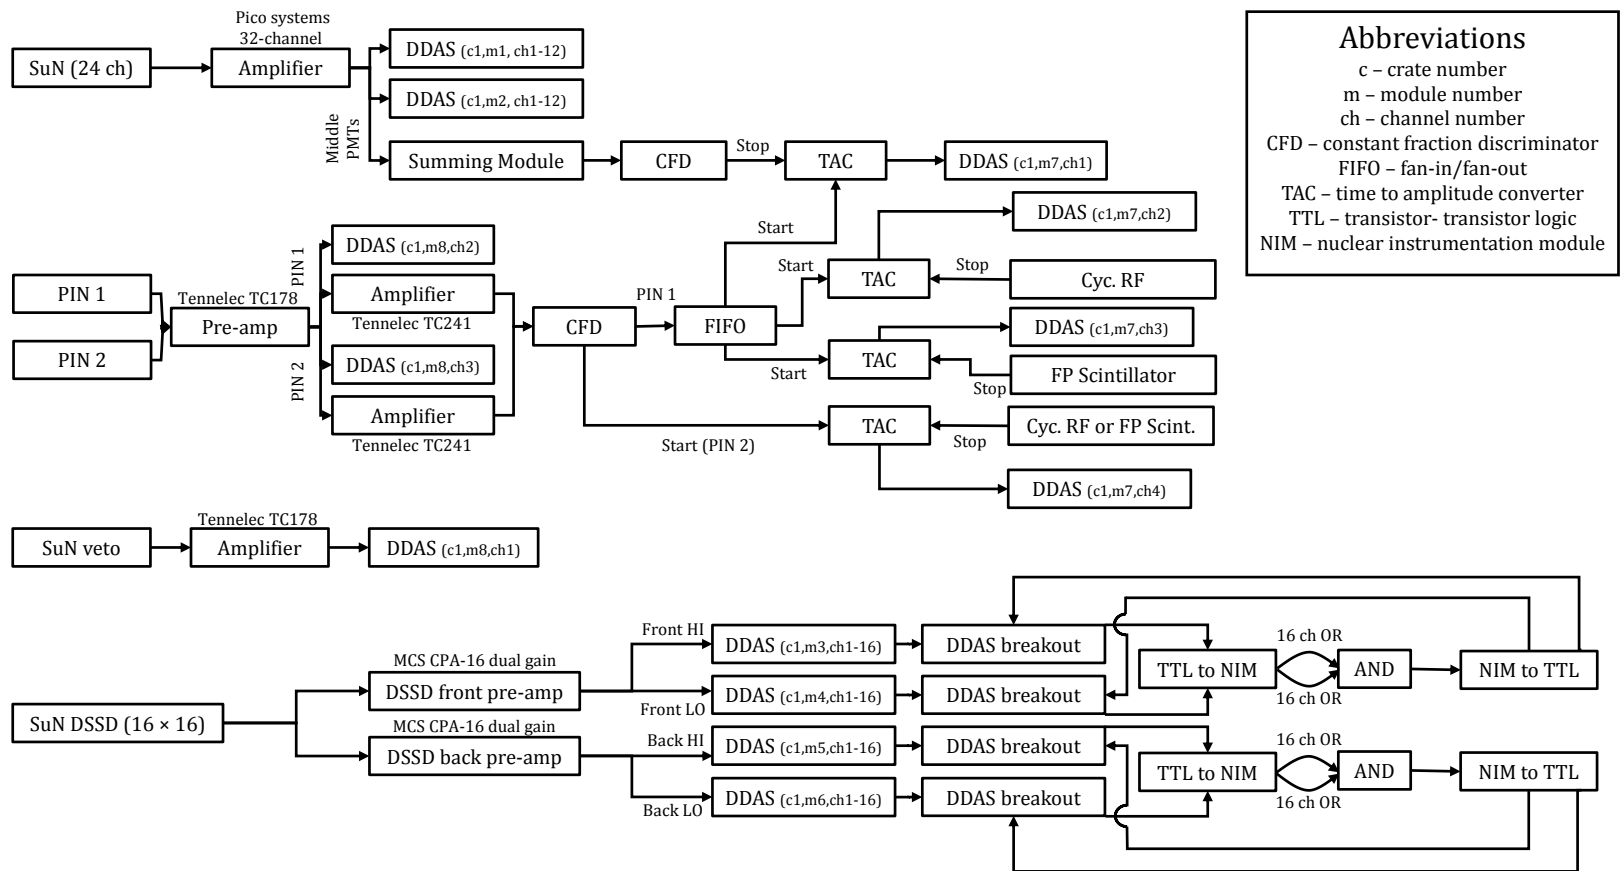 Pico systems
32-channel
SuN (24 ch)
Amplifier
DDAS (c1,m1, ch1-12)
DDAS (c1,m2, ch1-12)
Middle
PMTs
Summing Module
CFD
Stop
TAC
DDAS (c1,m7,ch1)
Abbreviations
c – crate number
m – module number
ch – channel number
CFD – constant fraction discriminator
FIFO – fan-in/fan-out
TAC – time to amplitude converter
TTL – transistor- transistor logic
NIM – nuclear instrumentation module
PIN 1
PIN 2
Tennelec TC178
Pre-amp
PIN 1
PIN 2
DDAS (c1,m8,ch2)
Amplifier
Tennelec TC241
DDAS (c1,m8,ch3)
Amplifier
Tennelec TC241
CFD
PIN 1
FIFO
Start
Start
TAC
DDAS (c1,m7,ch2)
Stop
Cyc. RF
Start
TAC
DDAS (c1,m7,ch3)
Stop
FP Scintillator
Start (PIN 2)
TAC
Stop
Cyc. RF or FP Scint.
DDAS (c1,m7,ch4)
SuN veto
Tennelec TC178
Amplifier
DDAS (c1,m8,ch1)
SuN DSSD (16 × 16)
MCS CPA-16 dual gain
DSSD front pre-amp
MCS CPA-16 dual gain
DSSD back pre-amp
Front HI
DDAS (c1,m3,ch1-16)
DDAS breakout
Front LO
DDAS (c1,m4,ch1-16)
DDAS breakout
TTL to NIM
16 ch OR
16 ch OR
AND
NIM to TTL
Back HI
DDAS (c1,m5,ch1-16)
DDAS breakout
Back LO
DDAS (c1,m6,ch1-16)
DDAS breakout
TTL to NIM
16 ch OR
16 ch OR
AND
NIM to TTL